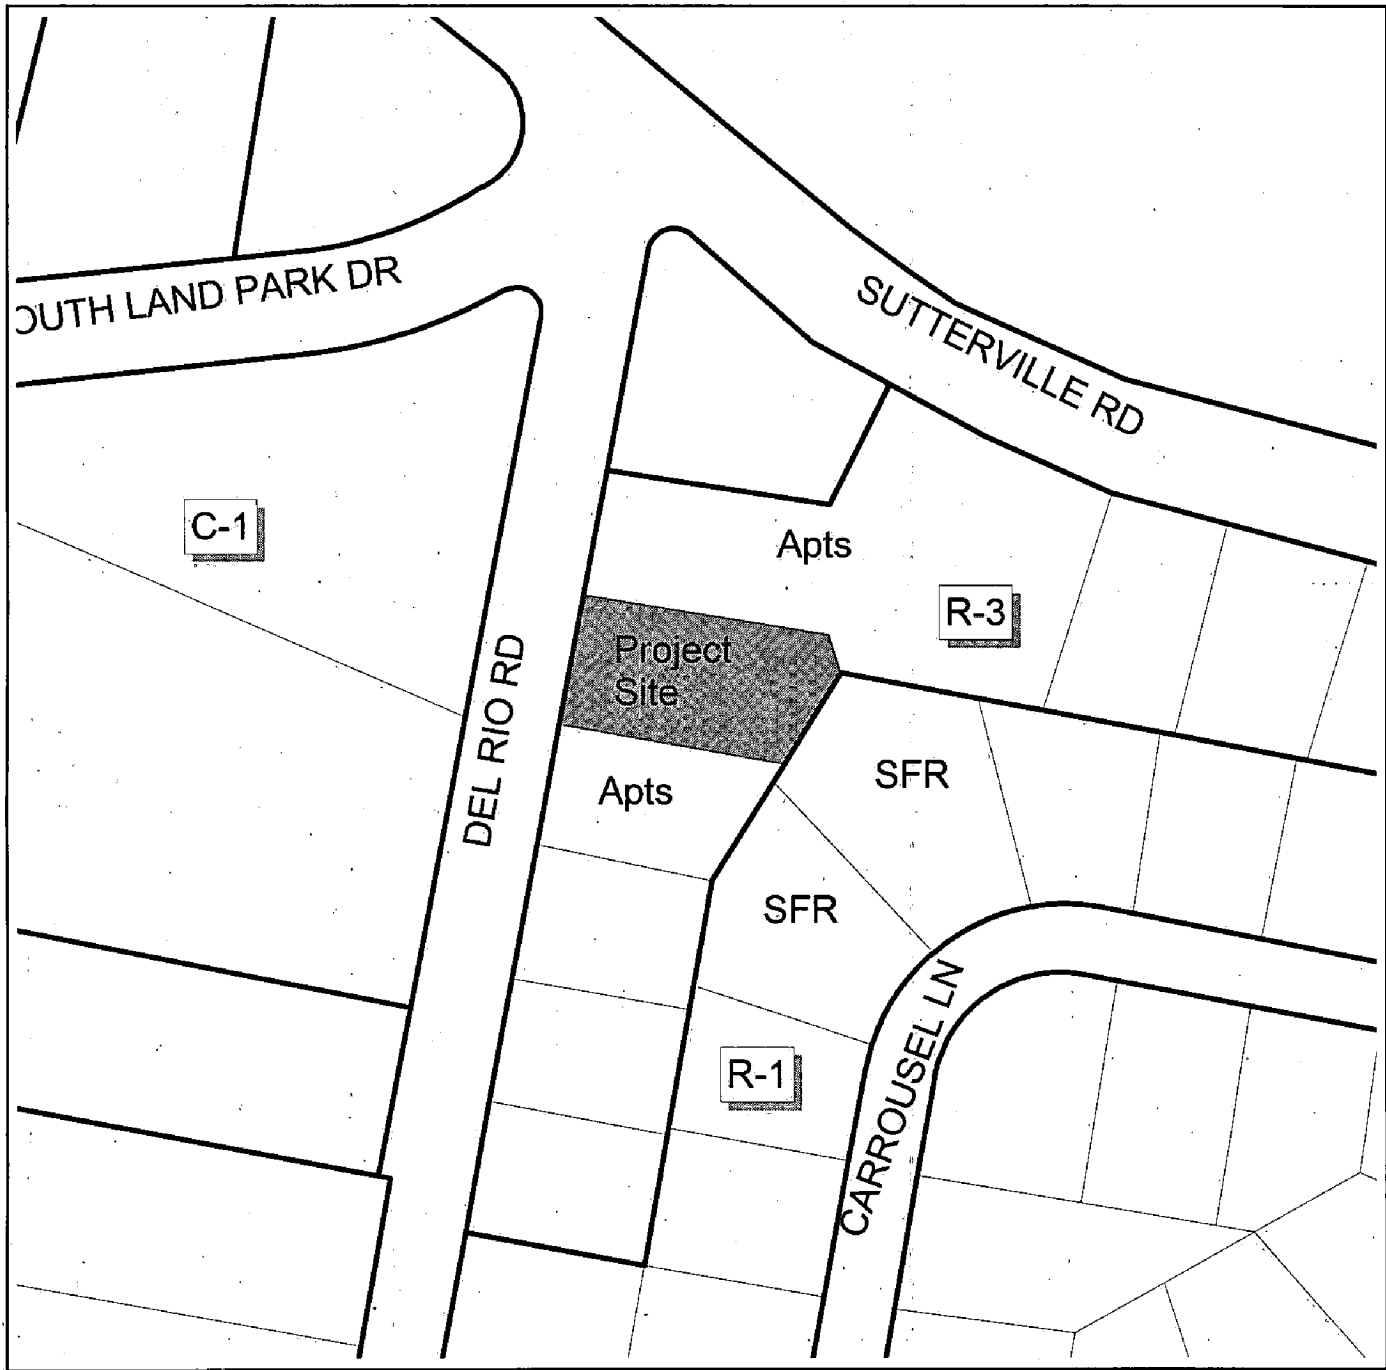 OUTH LAND PARK DR
SUTTERVILLE RD
C-1
Apts
R-3
Project
Site
DEL RIO RD
SFR
Apts
SFR
CARROUSEL LN
R-1